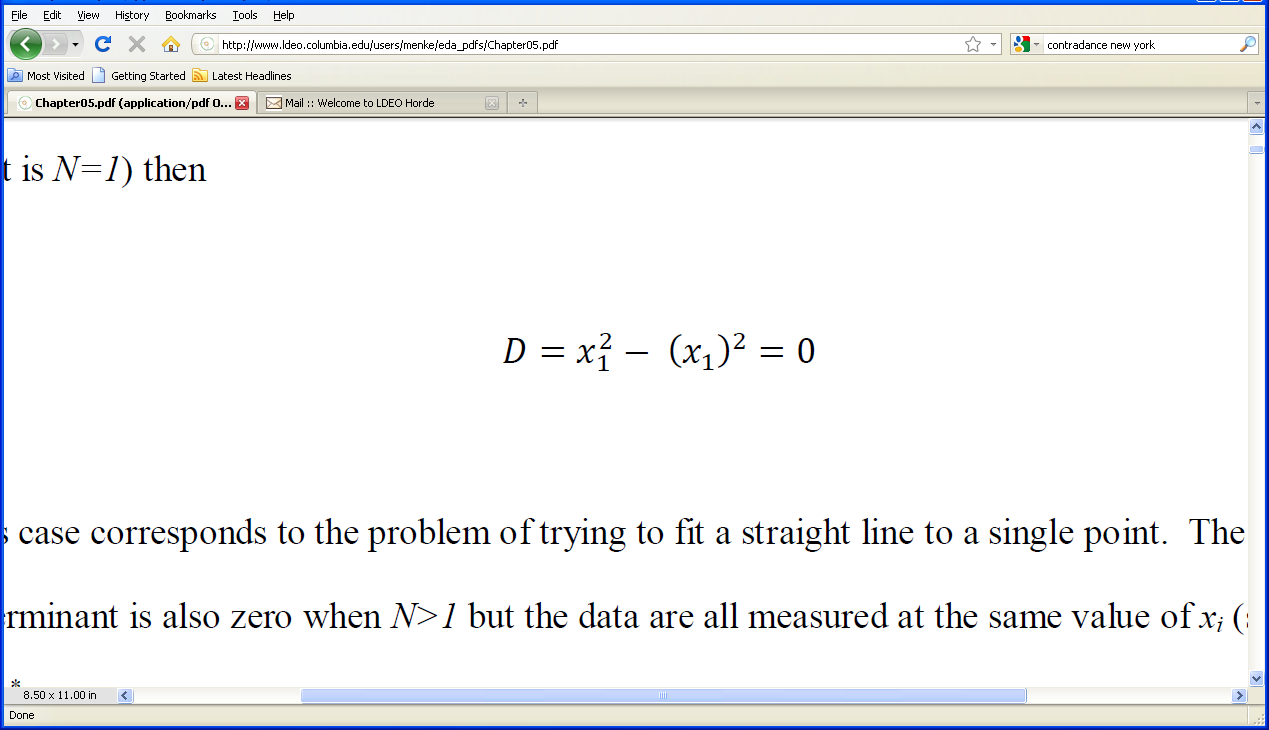 File Edit View History Bookmarks Tools Help
http://www.ldeo.columbia.edu/users/menke/eda_pdfs/Chapter05.pdf contradance new york
Most Visited Getting Started Latest Headlines
Chapter05.pdf (application/pdf O... Mail :: Welcome to LDEO Horde
t is N=1) then
D = x₁² − (x₁)² = 0
s case corresponds to the problem of trying to fit a straight line to a single point. The
erminant is also zero when N>1 but the data are all measured at the same value of xᵢ (
*
8.50 x 11.00 in
Done